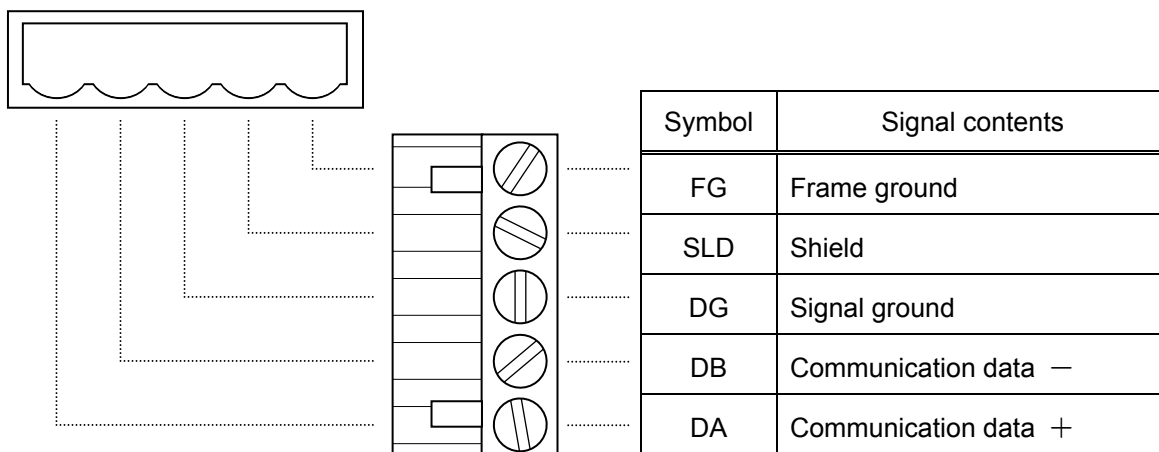 Symbol Signal contents
FG Frame ground
SLD Shield
DG Signal ground
DB Communication data －
DA Communication data ＋